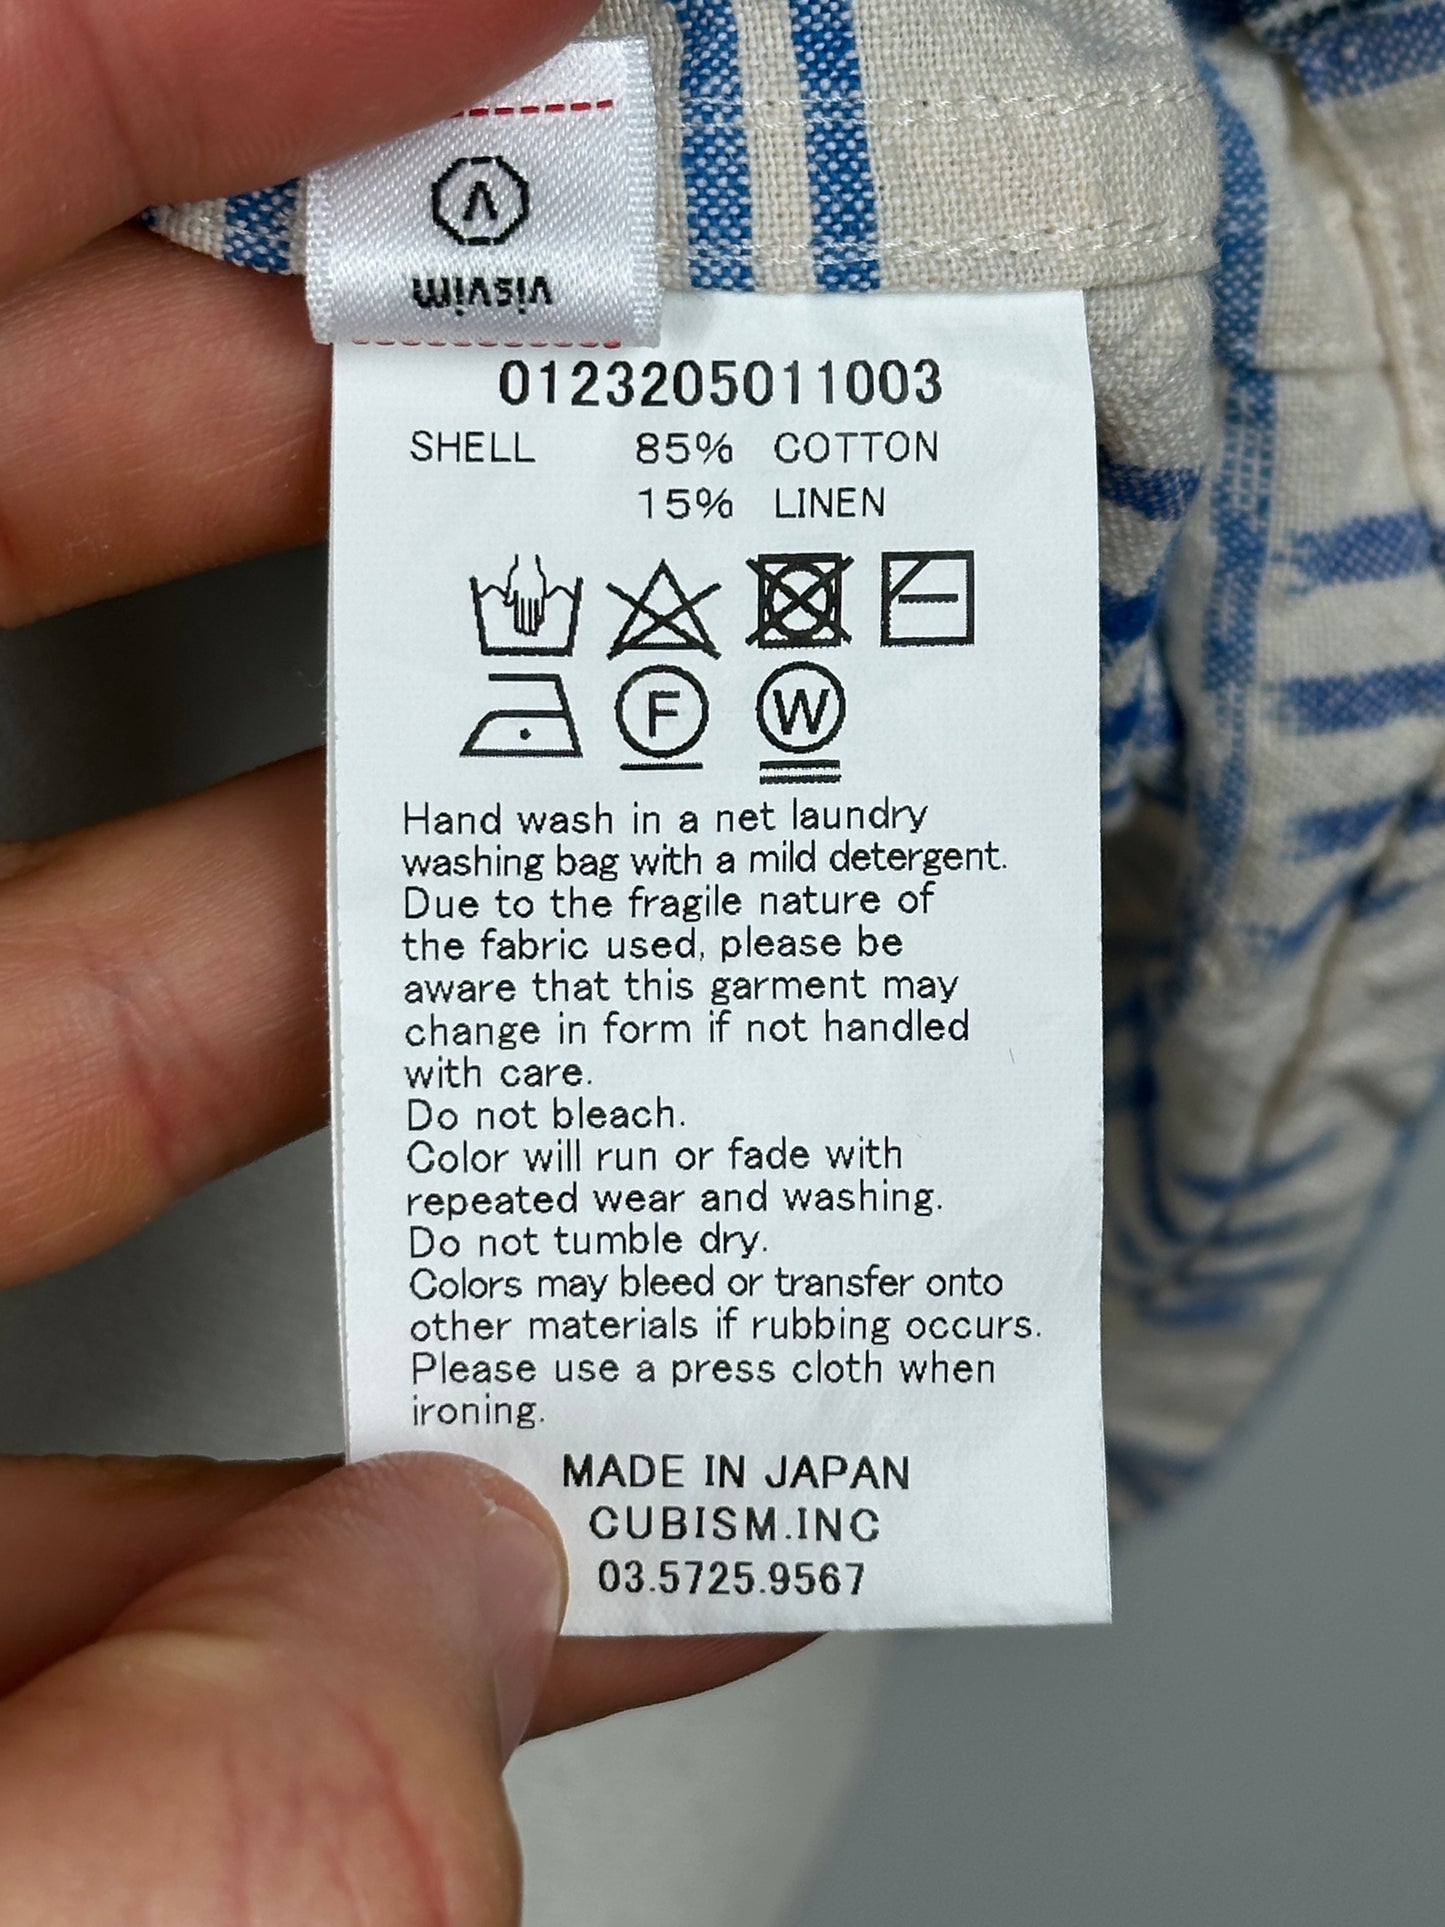 V
visvim
0123205011003
SHELL 85% COTTON
15% LINEN
F W
Hand wash in a net laundry
washing bag with a mild detergent.
Due to the fragile nature of
the fabric used, please be
aware that this garment may
change in form if not handled
with care.
Do not bleach.
Color will run or fade with
repeated wear and washing.
Do not tumble dry.
Colors may bleed or transfer onto
other materials if rubbing occurs.
Please use a press cloth when
ironing.
MADE IN JAPAN
CUBISM.INC
03.5725.9567